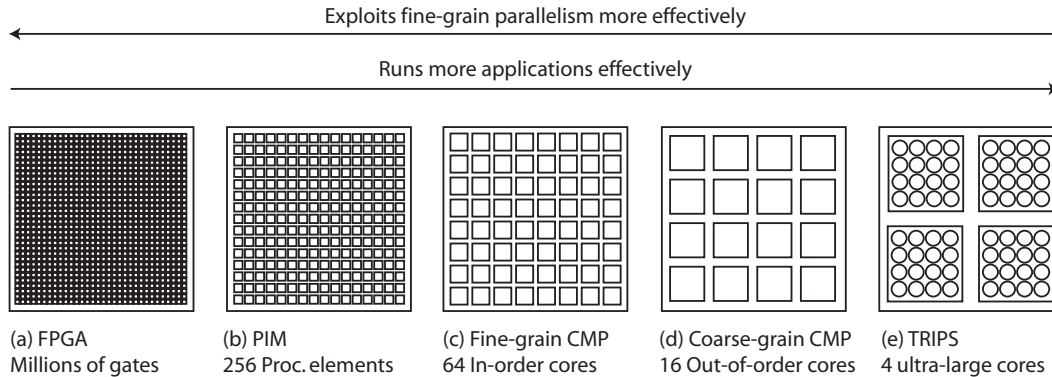 Exploits fine-grain parallelism more effectively
Runs more applications effectively
(a) FPGA
Millions of gates
(b) PIM
256 Proc. elements
(c) Fine-grain CMP
64 In-order cores
(d) Coarse-grain CMP
16 Out-of-order cores
(e) TRIPS
4 ultra-large cores